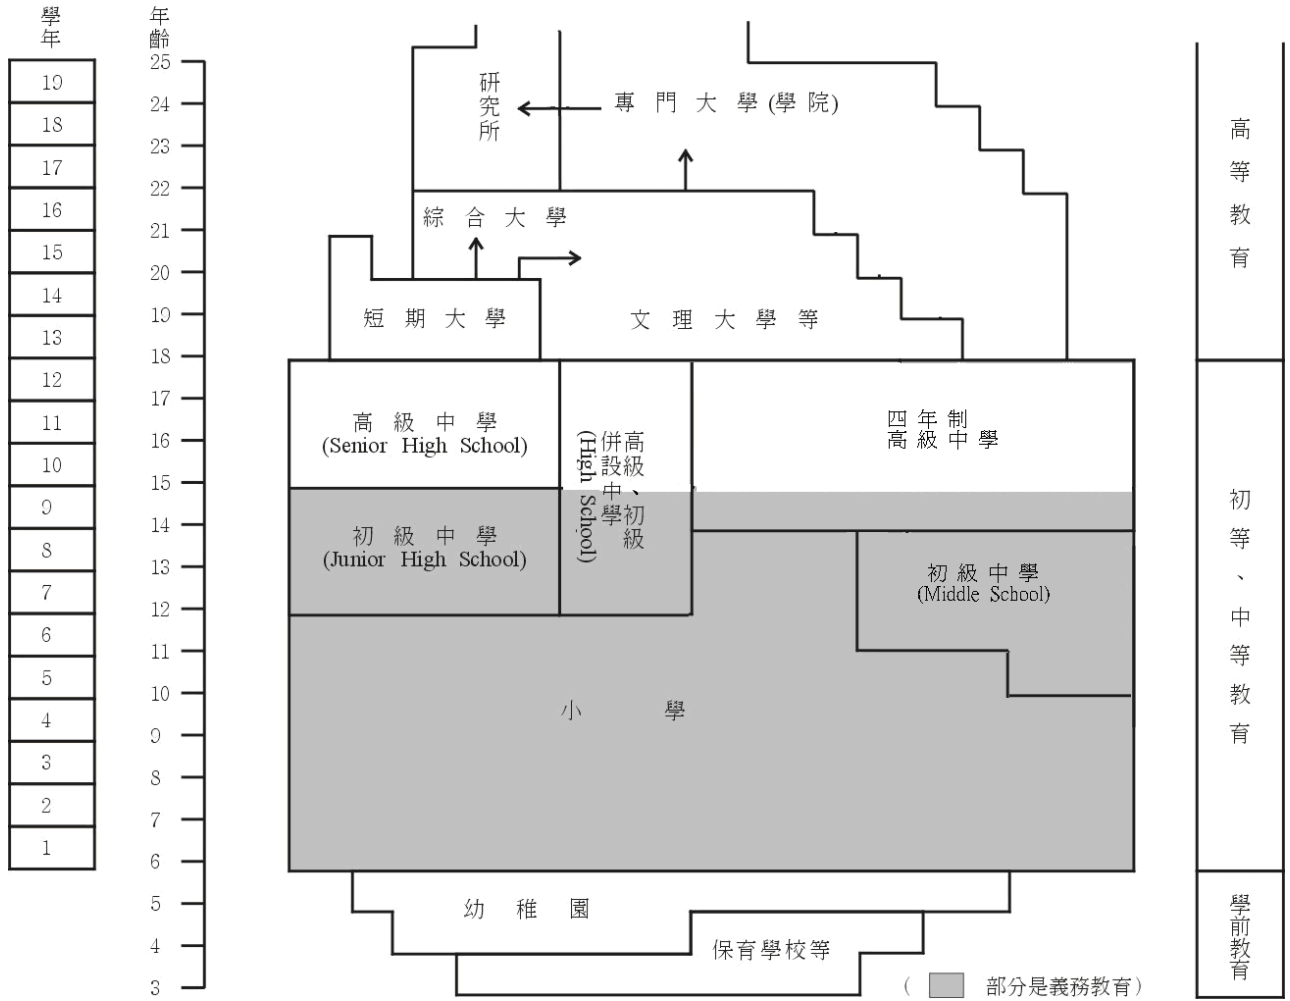 學年
年齡
19
18
17
16
15
14
13
12
11
10
9
8
7
6
5
4
3
2
1
25
24
23
22
21
20
19
18
17
16
15
14
13
12
11
10
9
8
7
6
5
4
3
研究所
專門大學(學院)
綜合大學
短期大學
文理大學等
高級中學
(Senior High School)
高級、初級
併設中學
(High School)
四年制
高級中學
初級中學
(Junior High School)
初級中學
(Middle School)
小學
幼稚園
保育學校等
(部分是義務教育)
高等教育
初等、中等教育
學前教育